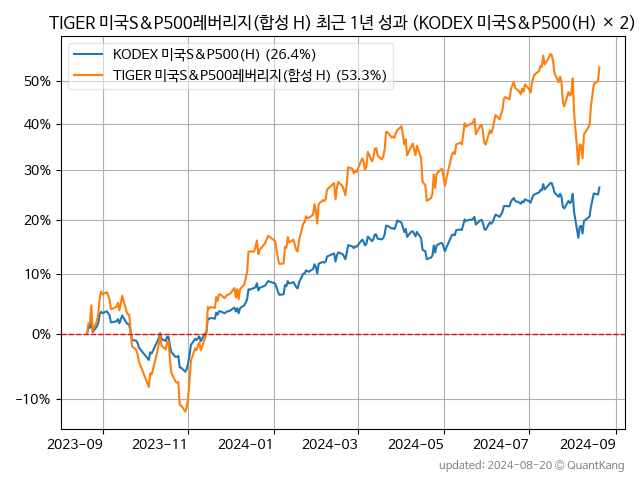 TIGER 미국S&P500레버리지(합성 H) 최근 1년 성과 (KODEX 미국S&P500(H) × 2)
KODEX 미국S&P500(H) (26.4%)
TIGER 미국S&P500레버리지(합성 H) (53.3%)
50%
40%
30%
20%
10%
0%
−10%
2023-09 2023-11 2024-01 2024-03 2024-05 2024-07 2024-09
updated: 2024-08-20 © QuantKang